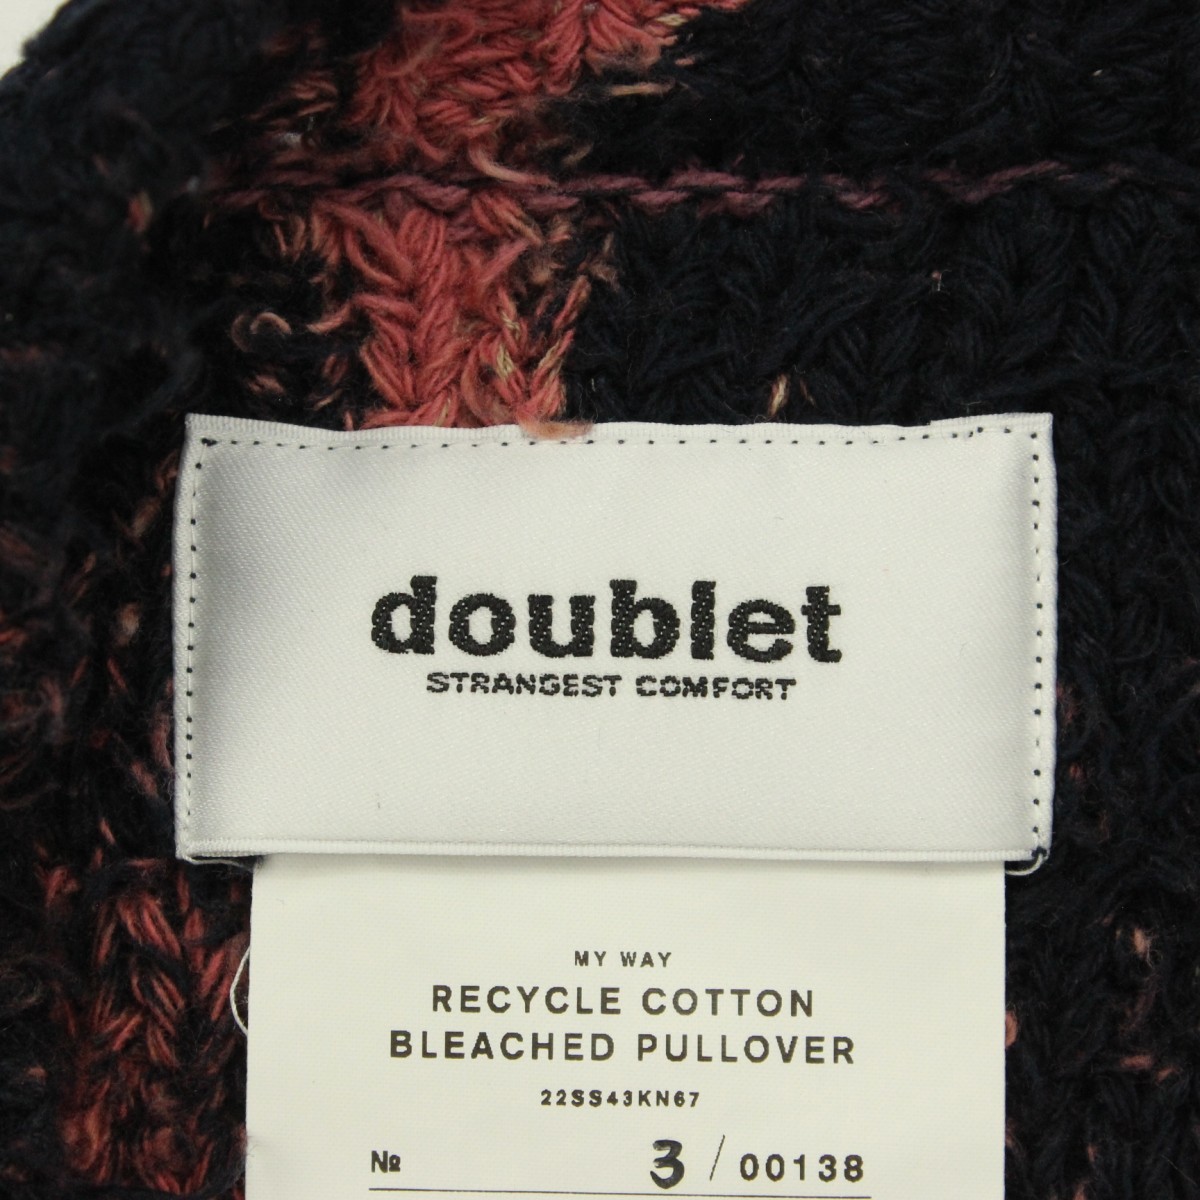 doublet
STRANGEST COMFORT
MY WAY
RECYCLE COTTON
BLEACHED PULLOVER
22SS43KN67
№ 3 / 00138